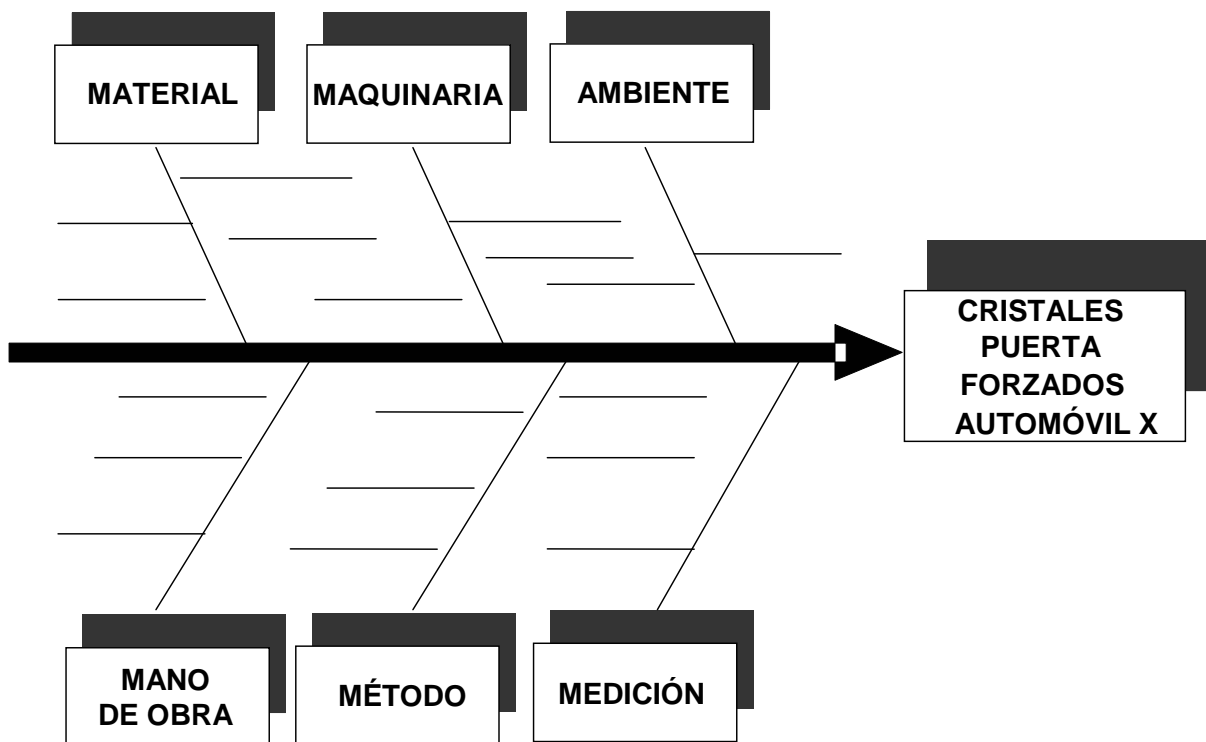 MATERIAL
MAQUINARIA
AMBIENTE
CRISTALES
PUERTA
FORZADOS
AUTOMÓVIL X
MANO
DE OBRA
MÉTODO
MEDICIÓN